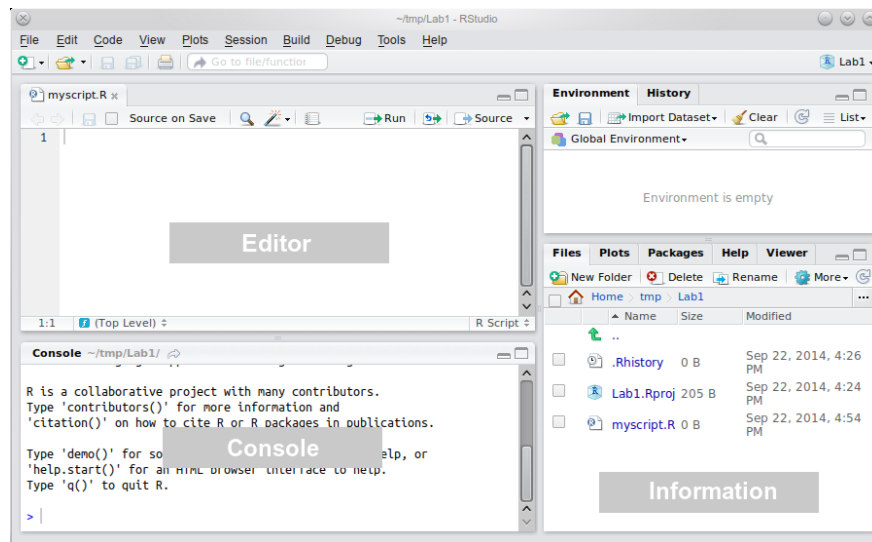 ~/tmp/Lab1 - RStudio
File Edit Code View Plots Session Build Debug Tools Help
Go to file/function
Lab1
myscript.R
Source on Save Run Source
1
Editor
1:1 (Top Level) R Script
Console ~/tmp/Lab1/
R is a collaborative project with many contributors.
Type 'contributors()' for more information and
'citation()' on how to cite R or R packages in publications.
Type 'demo()' for so elp, or
Console
'help.start()' for an HTML browser interface to help.
Type 'q()' to quit R.
>
Environment History
Import Dataset Clear List
Global Environment
Environment is empty
Files Plots Packages Help Viewer
New Folder Delete Rename More
Home tmp Lab1 ...
Name Size Modified
..
.Rhistory 0 B Sep 22, 2014, 4:26 PM
Lab1.Rproj 205 B Sep 22, 2014, 4:24 PM
myscript.R 0 B Sep 22, 2014, 4:54 PM
Information